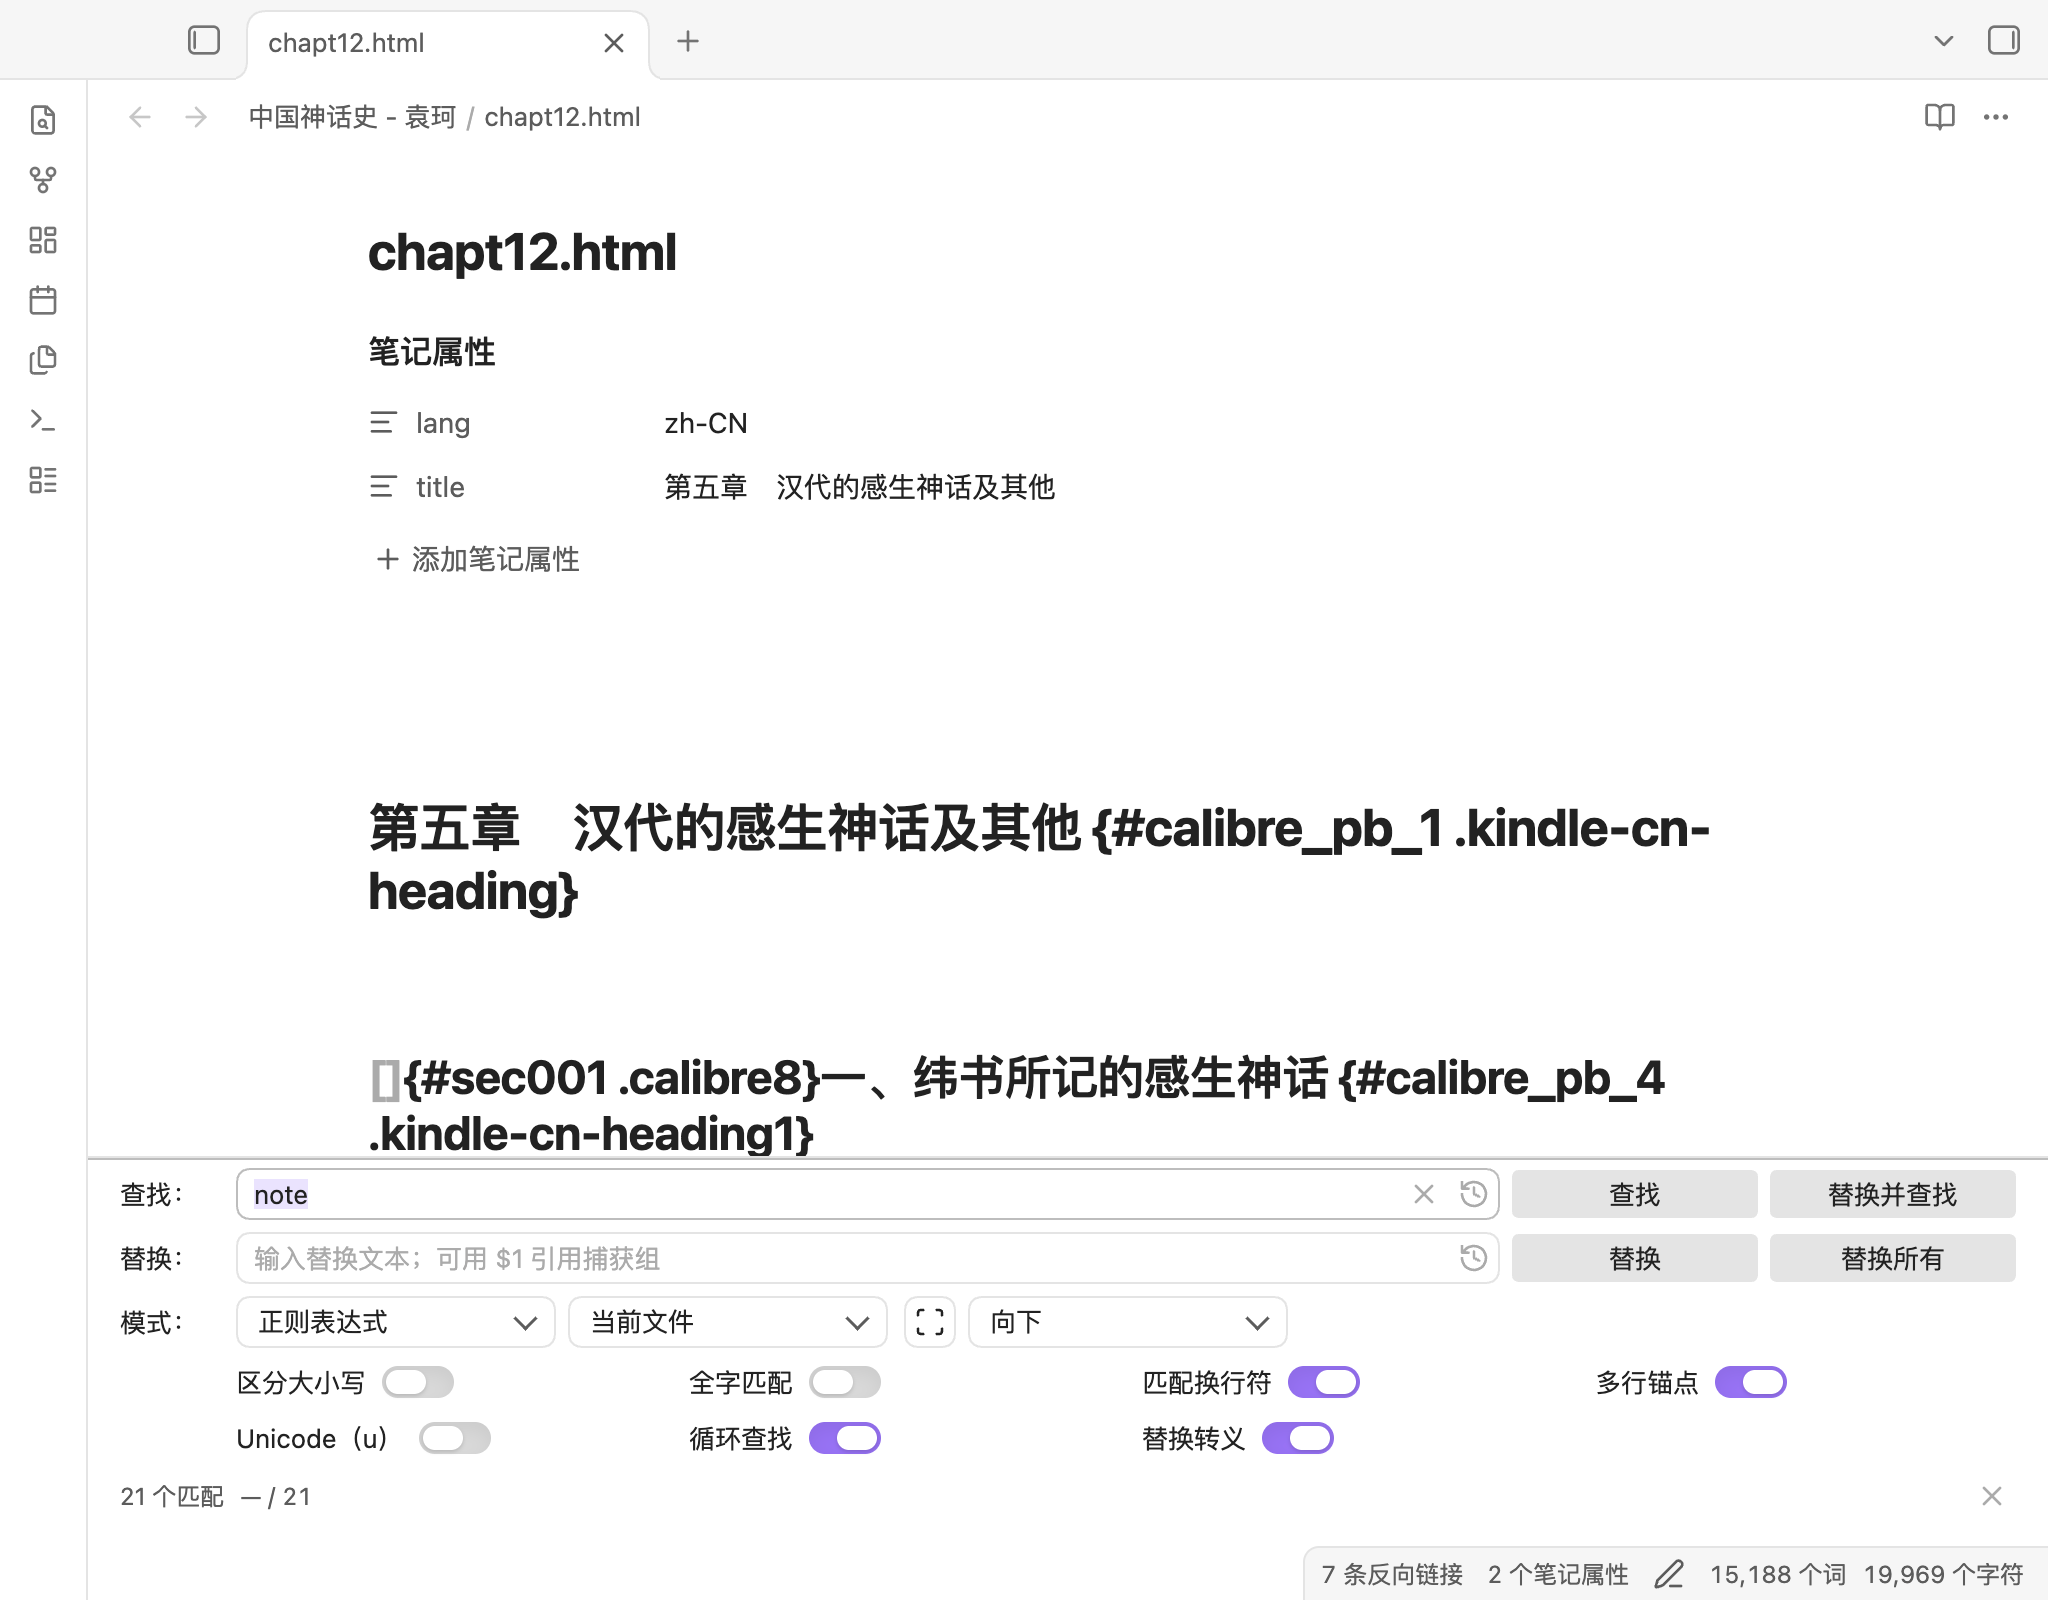 chapt12.html
中国神话史 - 袁珂 / chapt12.html
chapt12.html
笔记属性
lang zh-CN
title 第五章　汉代的感生神话及其他
添加笔记属性
第五章　汉代的感生神话及其他 {#calibre_pb_1 .kindle-cn-
heading}
[]{#sec001 .calibre8}一、纬书所记的感生神话 {#calibre_pb_4
.kindle-cn-heading1}
查找： note 查找 替换并查找
替换： 输入替换文本；可用 $1 引用捕获组 替换 替换所有
模式： 正则表达式 当前文件 向下
区分大小写 全字匹配 匹配换行符 多行锚点
Unicode（u） 循环查找 替换转义
21 个匹配 — / 21
7 条反向链接 2 个笔记属性 15,188 个词 19,969 个字符